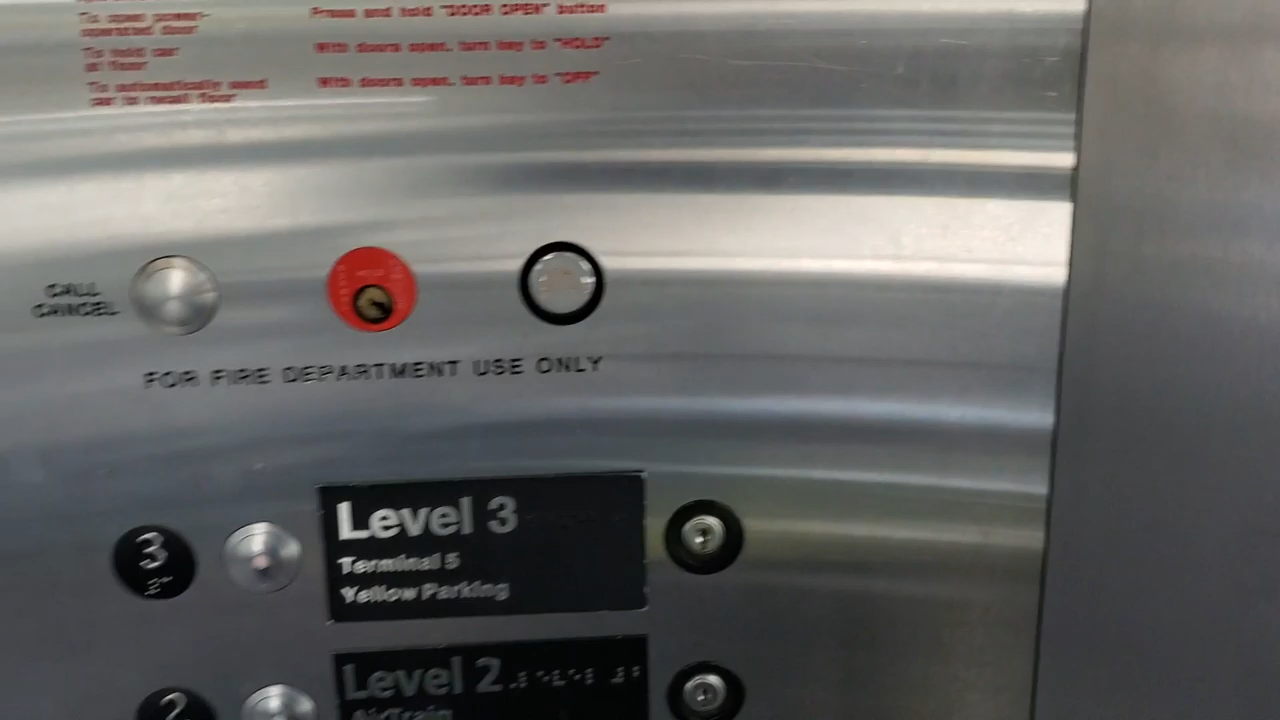 To open power-
operated door
Press and hold "DOOR OPEN" button
To hold car
at floor
With doors open, turn key to "HOLD"
To automatically send
car to recall floor
With doors open, turn key to "OFF"
CALL
CANCEL
HOLD
FOR FIRE DEPARTMENT USE ONLY
3
Level 3
Terminal 5
Yellow Parking
2
Level 2
AirTrain